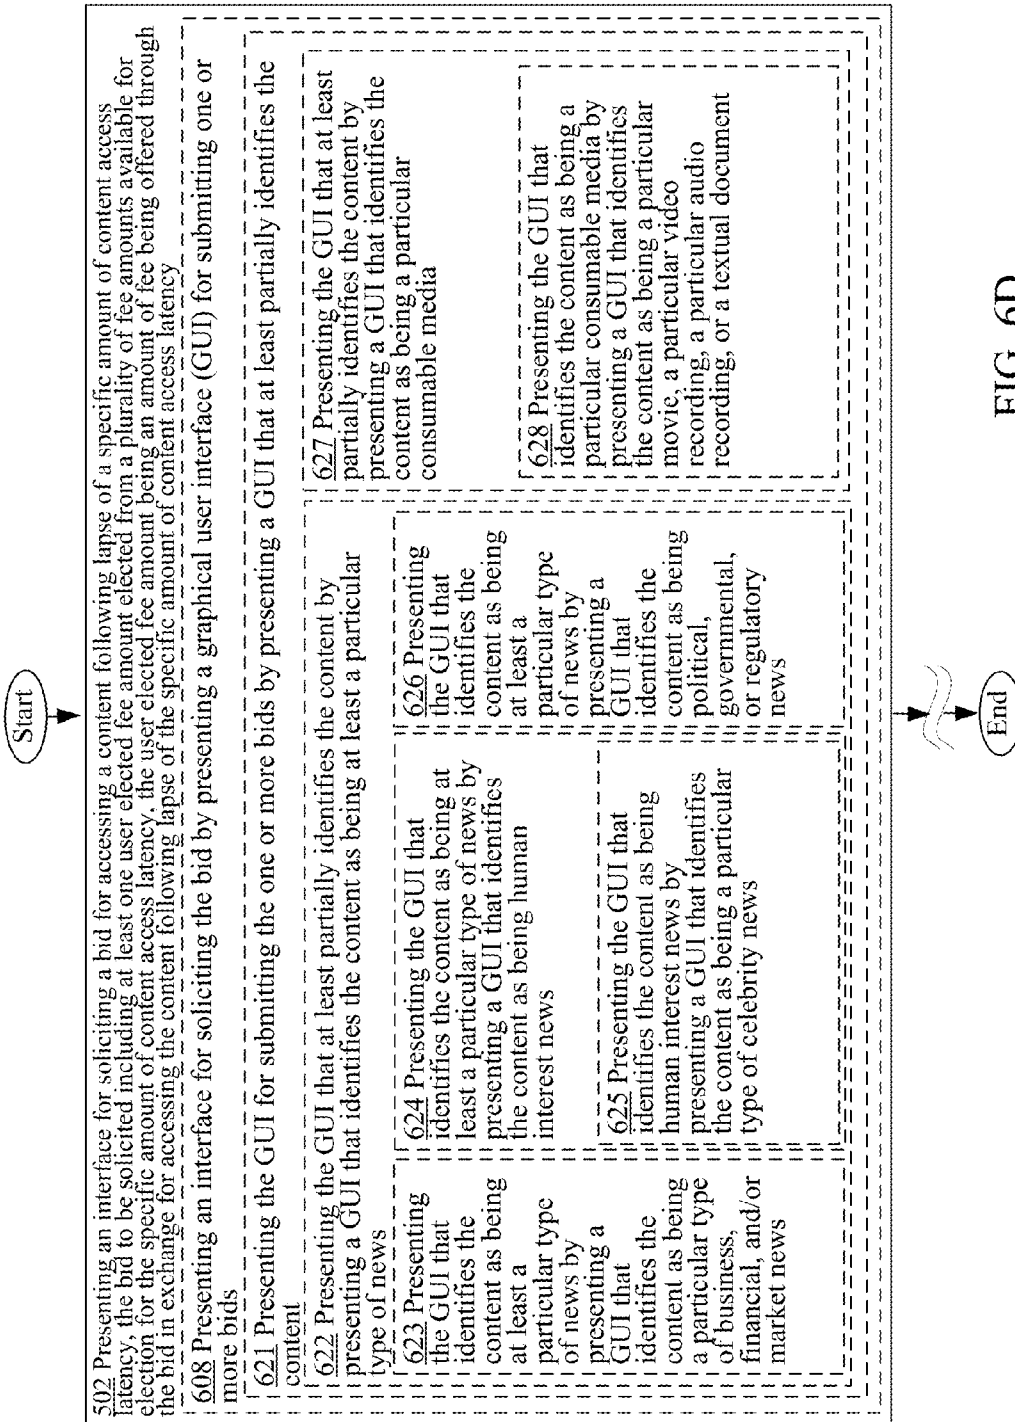 Start
502 Presenting an interface for soliciting a bid for accessing a content following lapse of a specific amount of content access
latency, the bid to be solicited including at least one user elected fee amount elected from a plurality of fee amounts available for
election for the specific amount of content access latency, the user elected fee amount being an amount of fee being offered through
the bid in exchange for accessing the content following lapse of the specific amount of content access latency
608 Presenting an interface for soliciting the bid by presenting a graphical user interface (GUI) for submitting one or
more bids
621 Presenting the GUI for submitting the one or more bids by presenting a GUI that at least partially identifies the
content
622 Presenting the GUI that at least partially identifies the content by
presenting a GUI that identifies the content as being at least a particular
type of news
623 Presenting
the GUI that
identifies the
content as being
at least a
particular type
of news by
presenting a
GUI that
identifies the
content as being
a particular type
of business,
financial, and/or
market news
624 Presenting the GUI that
identifies the content as being at
least a particular type of news by
presenting a GUI that identifies
the content as being human
interest news
625 Presenting the GUI that
identifies the content as being
human interest news by
presenting a GUI that identifies
the content as being a particular
type of celebrity news
626 Presenting
the GUI that
identifies the
content as being
at least a
particular type
of news by
presenting a
GUI that
identifies the
content as being
political,
governmental,
or regulatory
news
627 Presenting the GUI that at least
partially identifies the content by
presenting a GUI that identifies the
content as being a particular
consumable media
628 Presenting the GUI that
identifies the content as being a
particular consumable media by
presenting a GUI that identifies
the content as being a particular
movie, a particular video
recording, a particular audio
recording, or a textual document
End
FIG. 6D